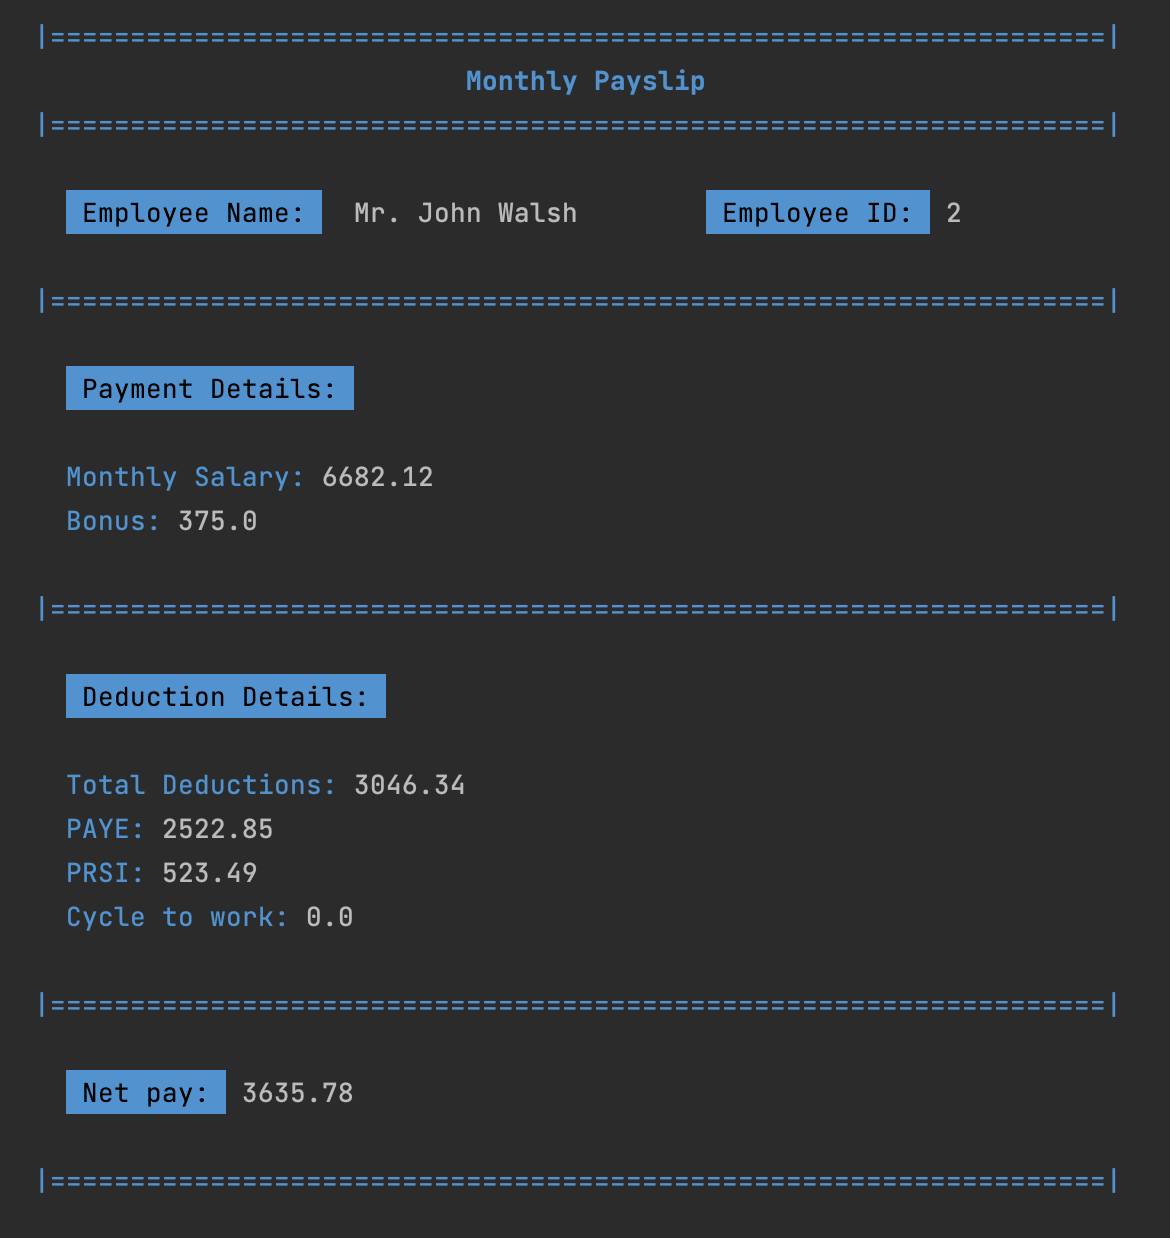 |==================================================================|
Monthly Payslip
|==================================================================|
Employee Name: Mr. John Walsh Employee ID: 2
|==================================================================|
Payment Details:
Monthly Salary: 6682.12
Bonus: 375.0
|==================================================================|
Deduction Details:
Total Deductions: 3046.34
PAYE: 2522.85
PRSI: 523.49
Cycle to work: 0.0
|==================================================================|
Net pay: 3635.78
|==================================================================|